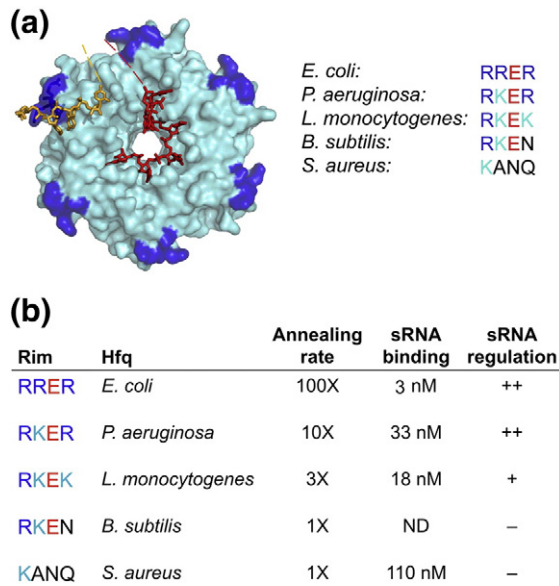 (a)
E. coli: RRER
P. aeruginosa: RKER
L. monocytogenes: RKEK
B. subtilis: RKEN
S. aureus: KANQ
(b)
Rim Hfq Annealing rate sRNA binding sRNA regulation
RRER E. coli 100X 3 nM ++
RKER P. aeruginosa 10X 33 nM ++
RKEK L. monocytogenes 3X 18 nM +
RKEN B. subtilis 1X ND –
KANQ S. aureus 1X 110 nM –